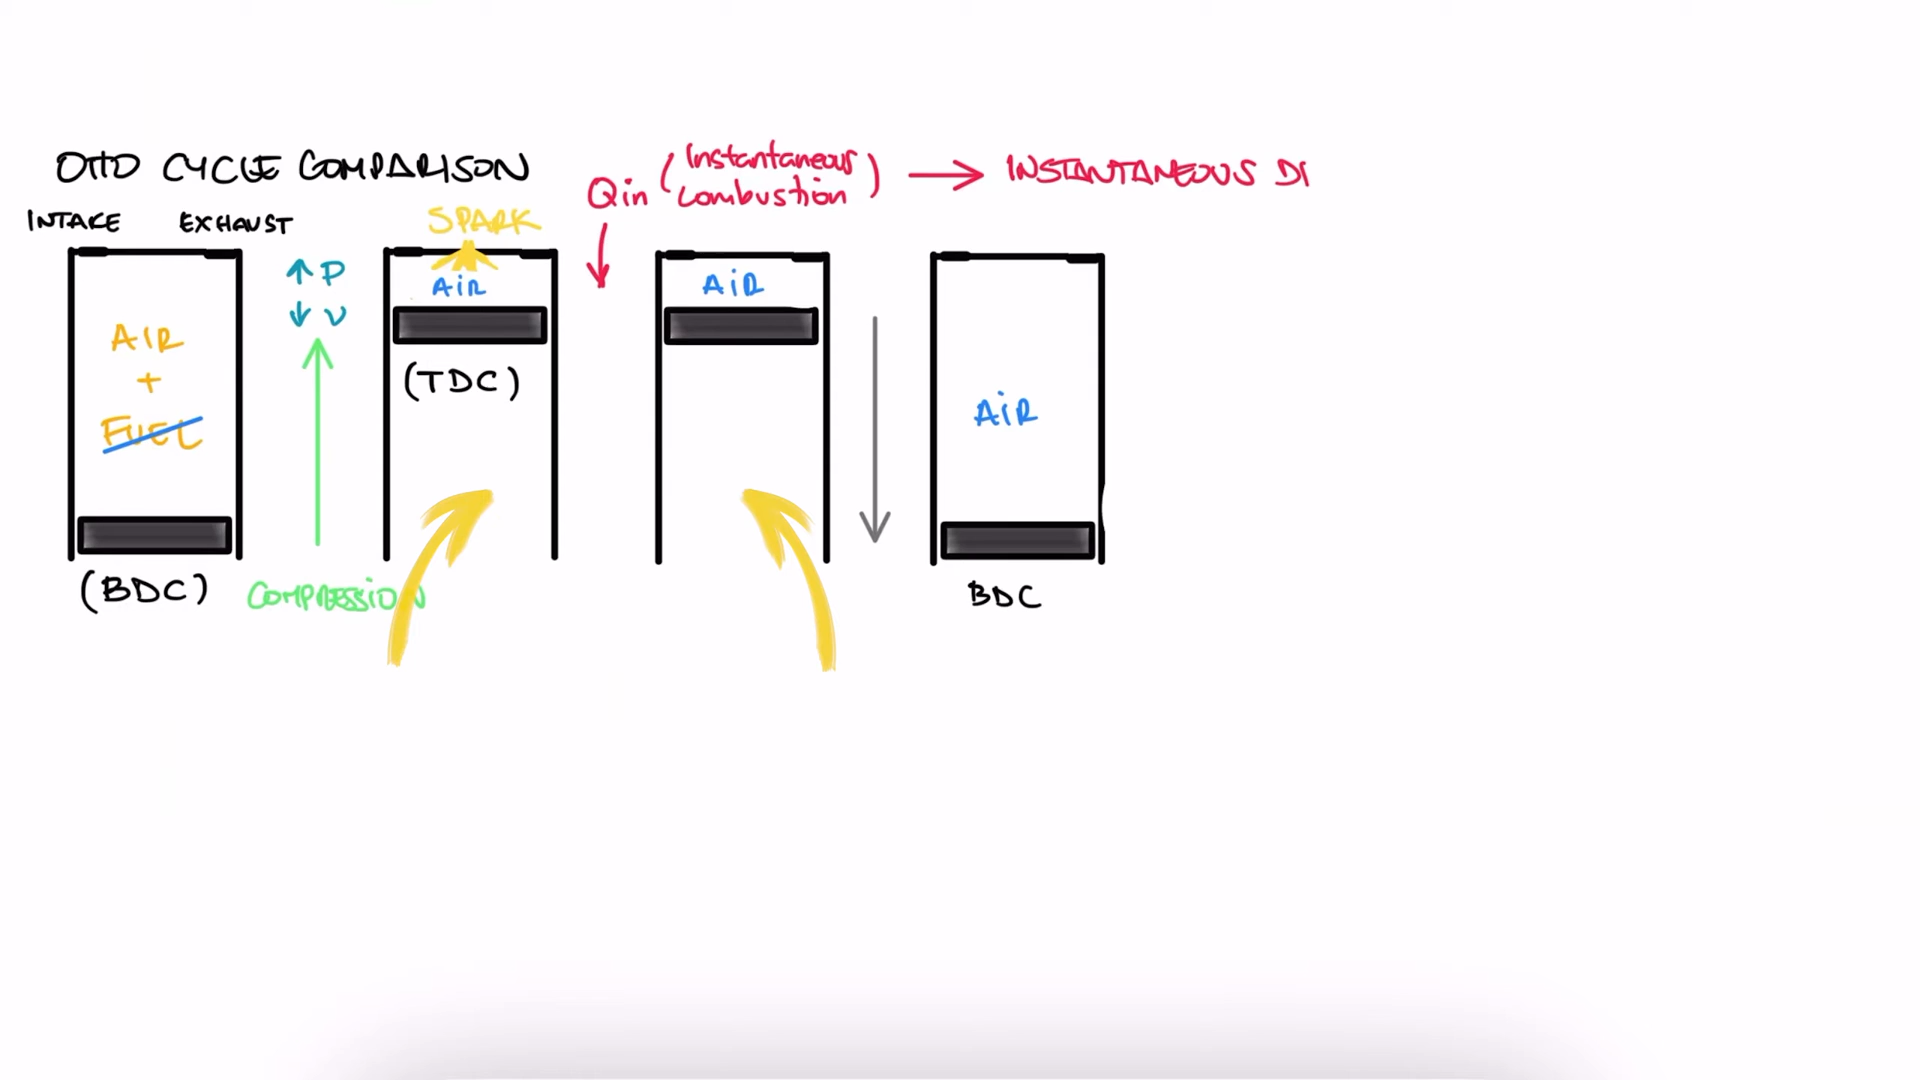 OTTO CYCLE COMPARISON
Qin (Instantaneous
Combustion)
INSTANTANEOUS DI
INTAKE
EXHAUST
SPARK
P
V
AIR
+
FUEL
AIR
AIR
AIR
(TDC)
(BDC)
COMPRESSION
BDC